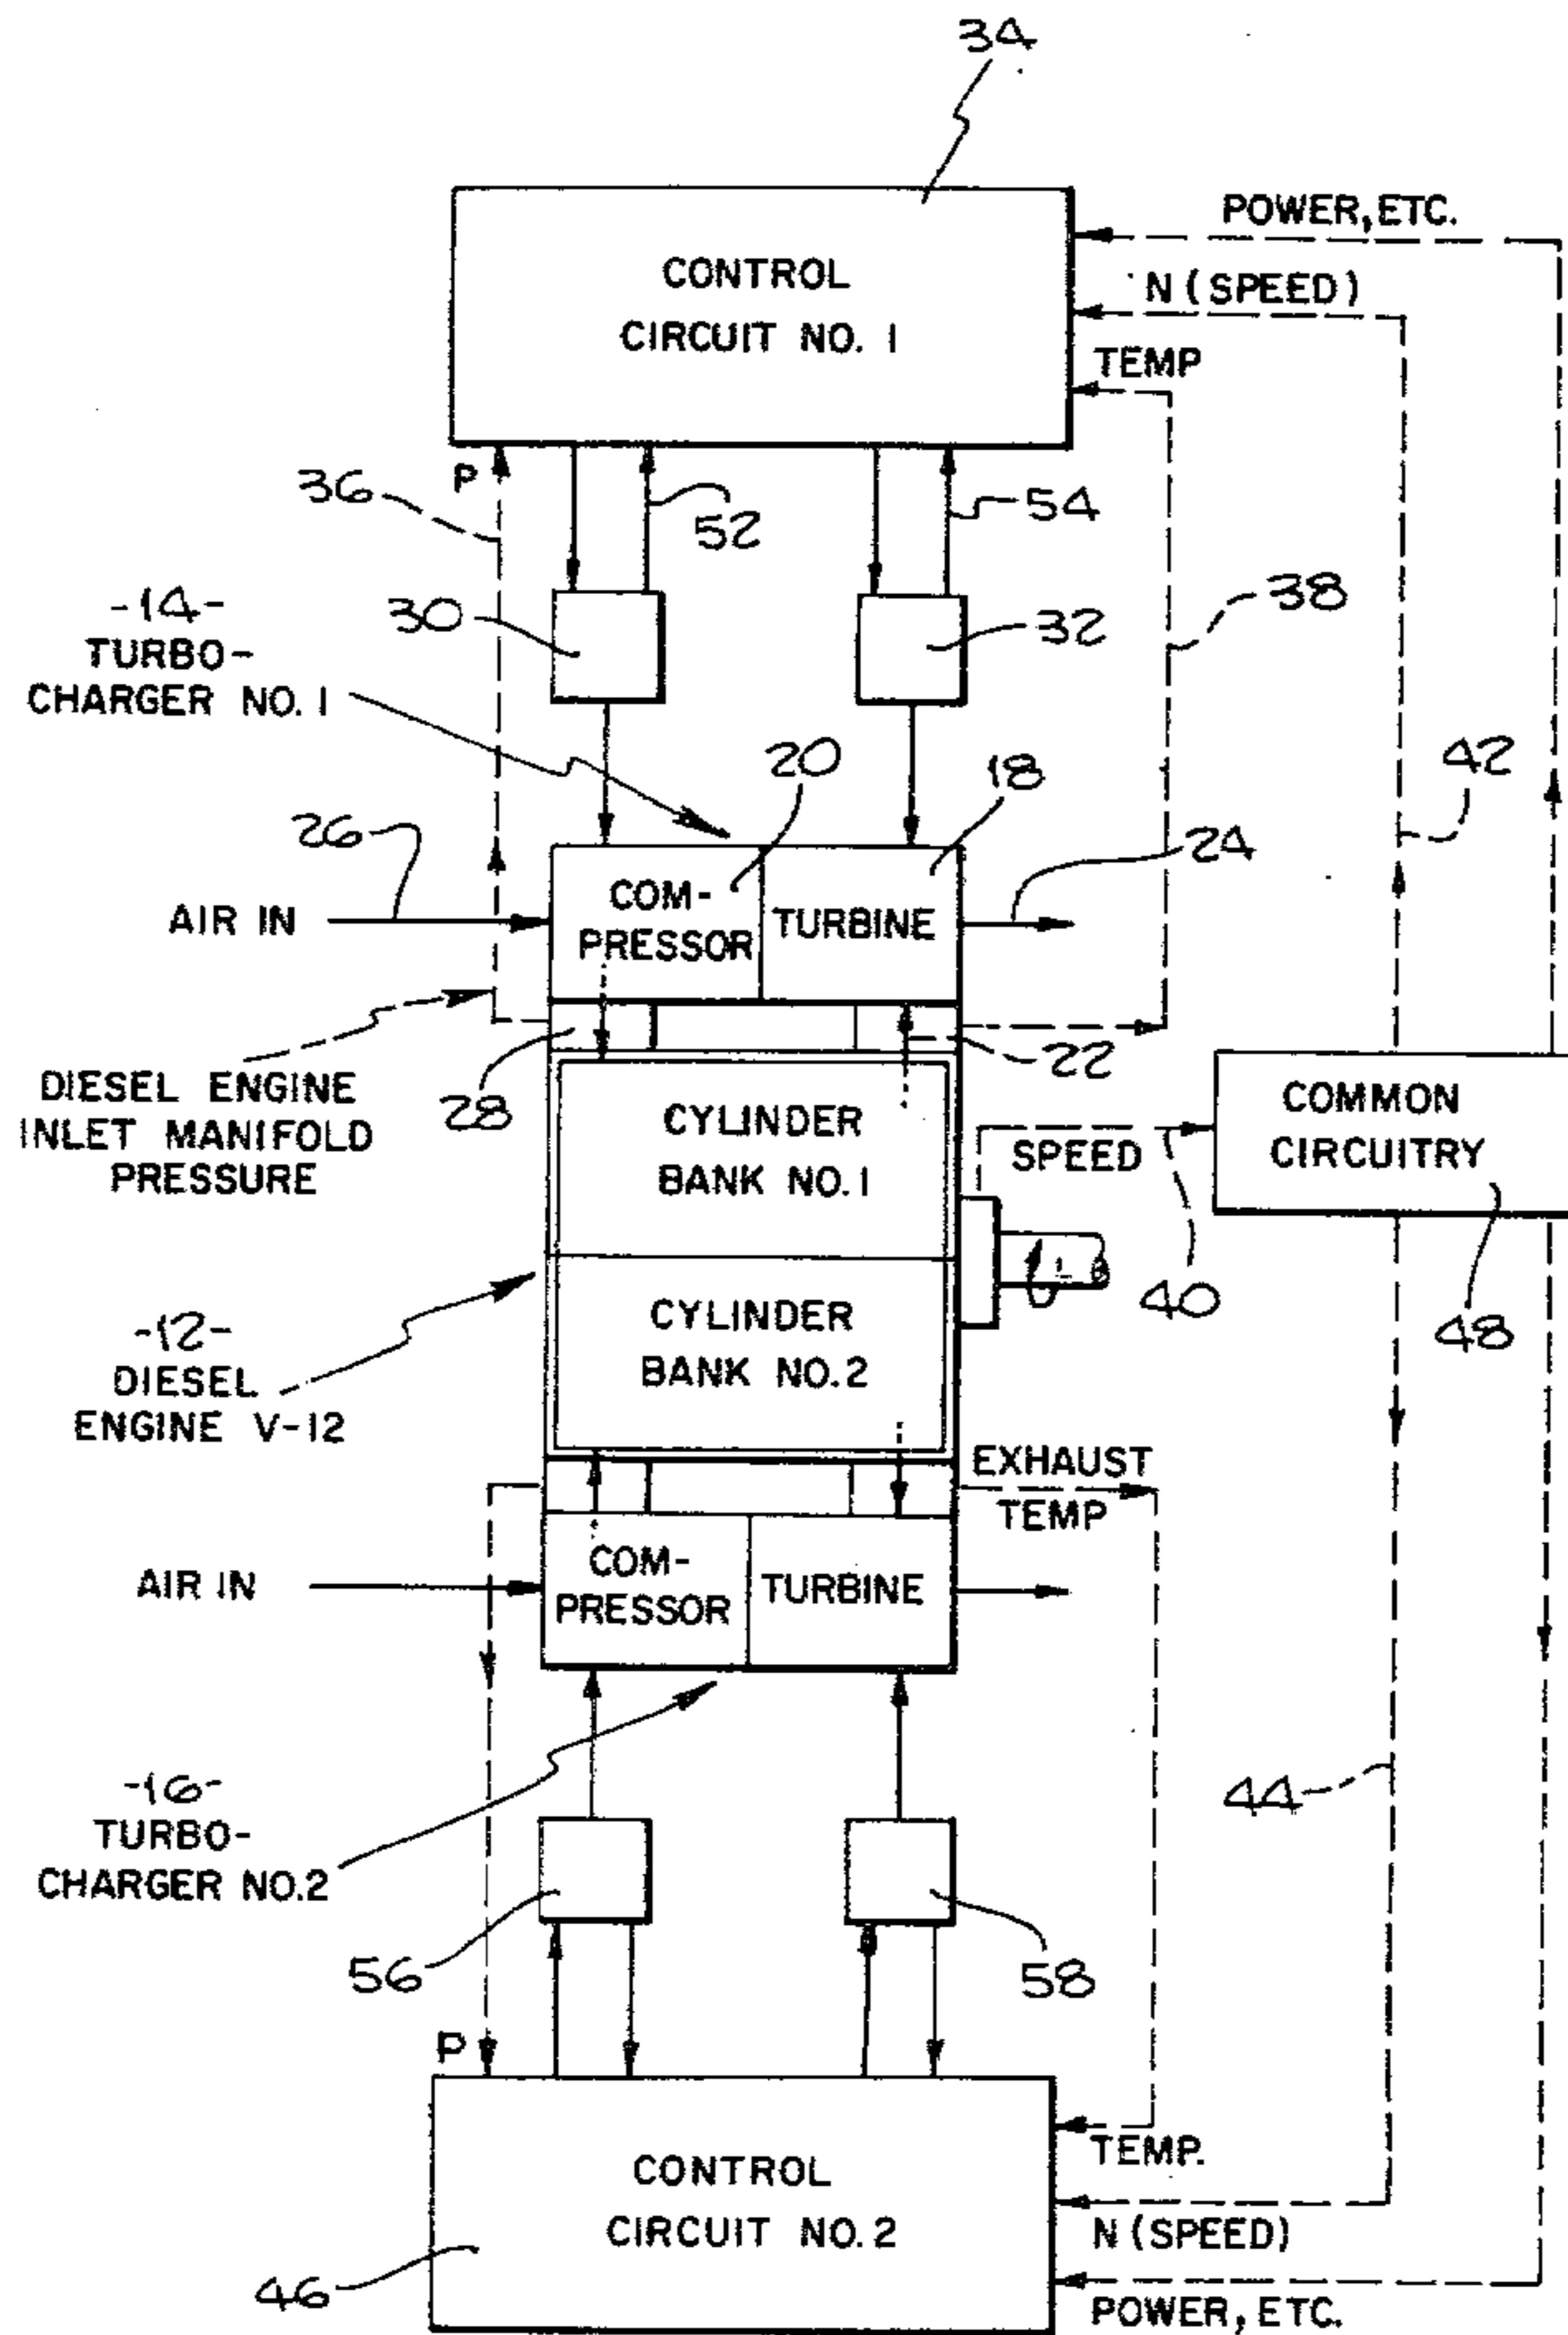 34
POWER, ETC.
CONTROL
CIRCUIT NO. 1
N (SPEED)
TEMP
P
36
52
54
-14-
TURBO-
CHARGER NO. 1
30
32
38
20
18
42
26
24
AIR IN
COM-
PRESSOR
TURBINE
28
22
DIESEL ENGINE
INLET MANIFOLD
PRESSURE
CYLINDER
BANK NO. 1
SPEED
COMMON
CIRCUITRY
40
48
-12-
DIESEL
ENGINE V-12
CYLINDER
BANK NO. 2
EXHAUST
TEMP
AIR IN
COM-
PRESSOR
TURBINE
-16-
TURBO-
CHARGER NO. 2
44
56
58
P
TEMP.
CONTROL
CIRCUIT NO. 2
N (SPEED)
46
POWER, ETC.